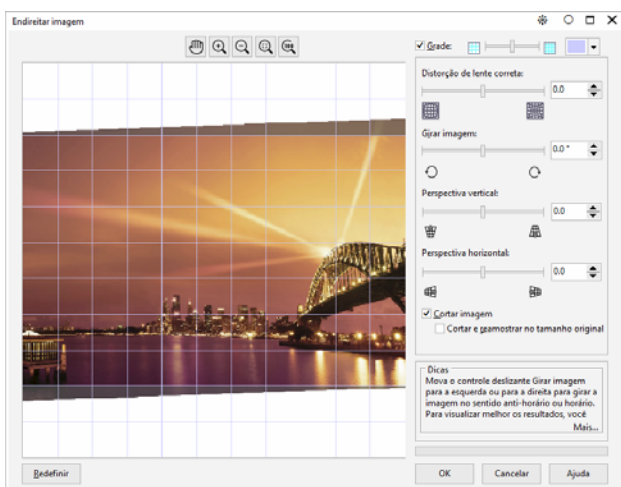 Endireitar imagem
Grade:
Distorção de lente correta:
0.0
Girar imagem:
0.0 °
Perspectiva vertical:
0.0
Perspectiva horizontal:
0.0
Cortar imagem
Cortar e reamostrar no tamanho original
Dicas
Mova o controle deslizante Girar imagem
para a esquerda ou para a direita para girar a
imagem no sentido anti-horário ou horário.
Para visualizar melhor os resultados, você
Mais...
Redefinir
OK
Cancelar
Ajuda